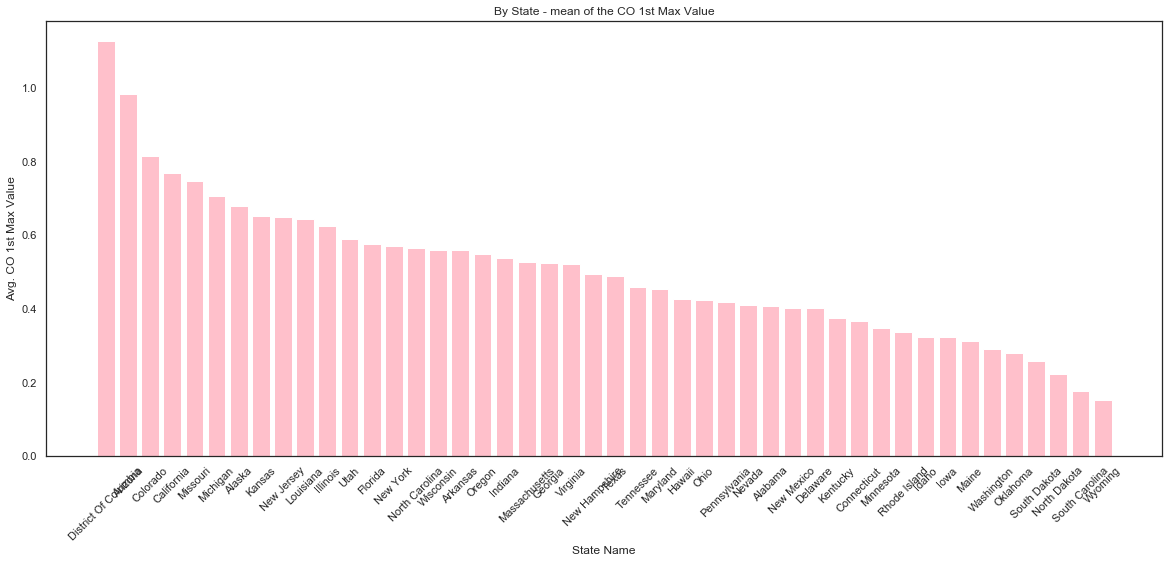 By State - mean of the CO 1st Max Value
Avg. CO 1st Max Value
1.0
0.8
0.6
0.4
0.2
0.0
District Of Columbia
Arizona
Colorado
California
Missouri
Michigan
Alaska
Kansas
New Jersey
Louisiana
Illinois
Utah
Florida
New York
North Carolina
Wisconsin
Arkansas
Oregon
Indiana
Massachusetts
Georgia
Virginia
New Hampshire
Texas
Tennessee
Maryland
Hawaii
Ohio
Pennsylvania
Nevada
Alabama
New Mexico
Delaware
Kentucky
Connecticut
Minnesota
Rhode Island
Idaho
Iowa
Maine
Washington
Oklahoma
South Dakota
North Dakota
South Carolina
Wyoming
State Name